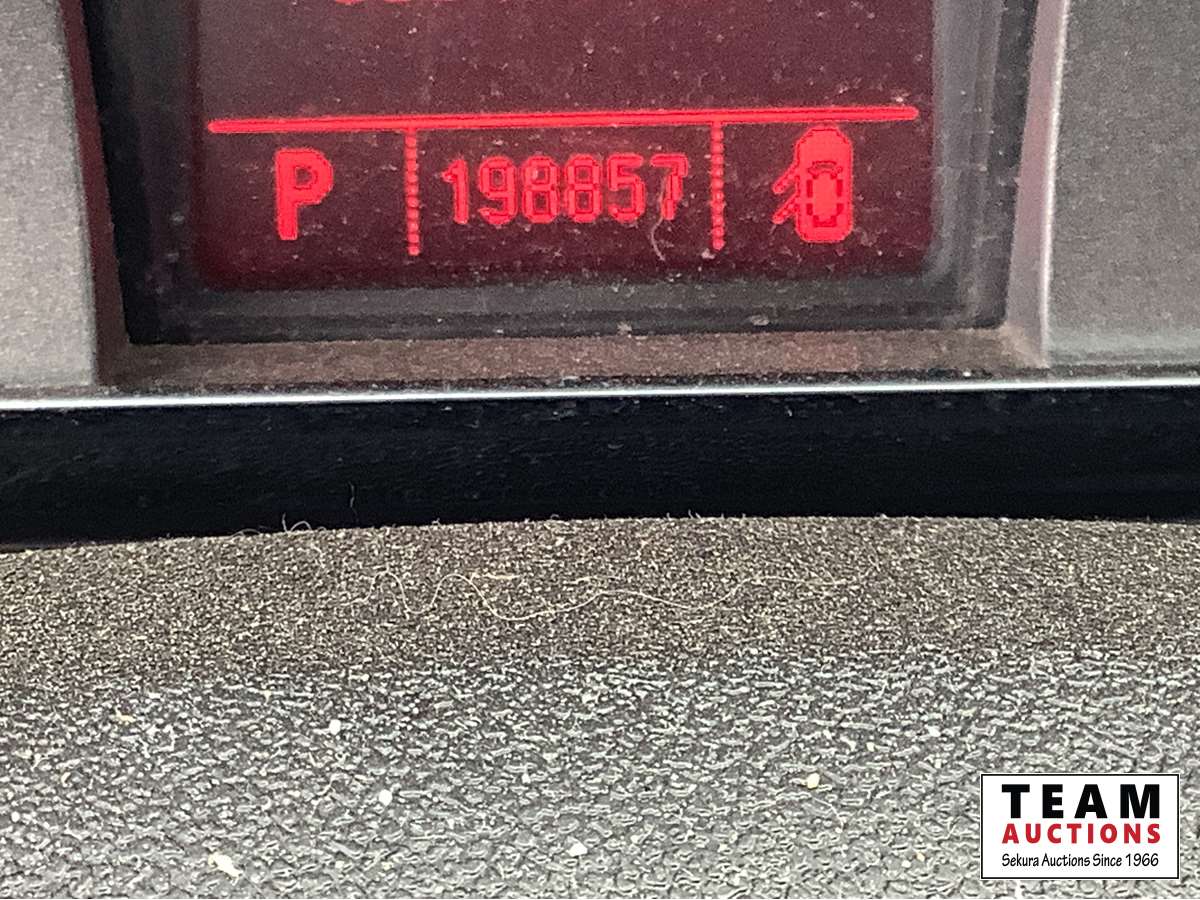 P 198857
TEAM
AUCTIONS
Sekura Auctions Since 1966